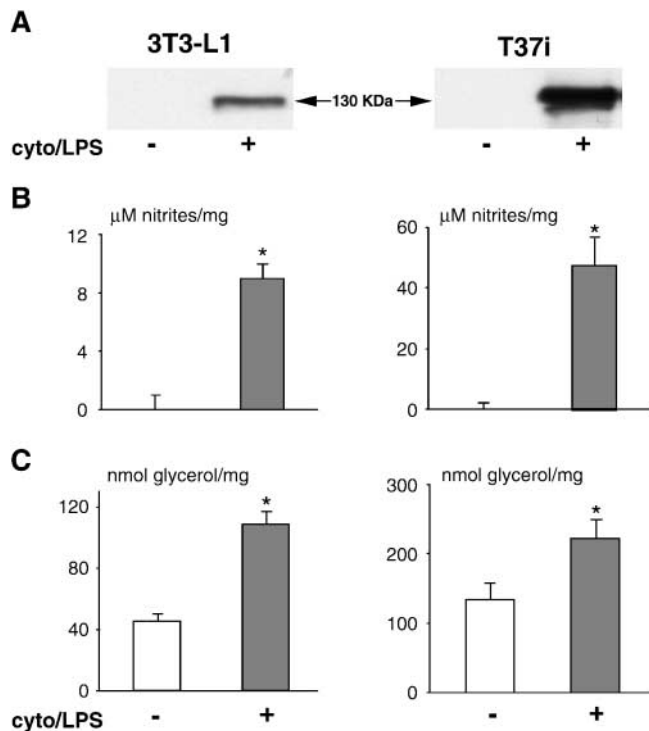 A
3T3-L1
T37i
130 KDa
cyto/LPS - + - +
B
μM nitrites/mg
12
8
4
0
*
μM nitrites/mg
60
40
20
0
*
C
nmol glycerol/mg
120
80
40
0
*
nmol glycerol/mg
300
200
100
0
*
cyto/LPS - + - +